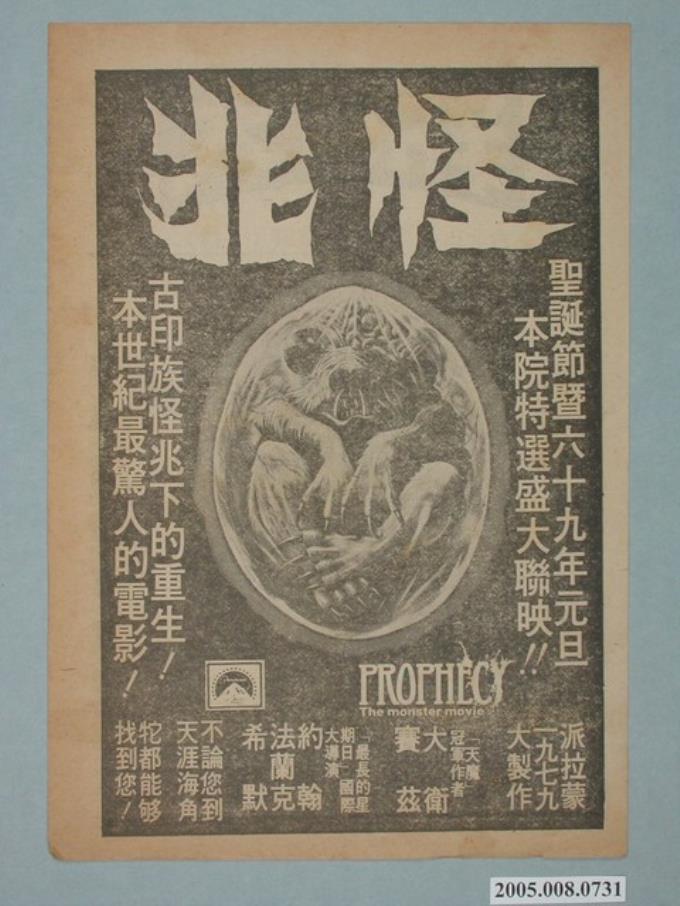 怪兆
聖誕節暨六十九年元旦
本院特選盛大聯映!!
古印族怪兆下的重生！
本世紀最驚人的電影！
PROPHECY
The monster movie
派拉蒙
一九七九
大製作
「天魔」
冠軍作者
大衛
賽茲
「最長的星
期日」國際
大導演
約翰
法蘭克
希默
不論您到
天涯海角
牠都能够
找到您！
2005.008.0731